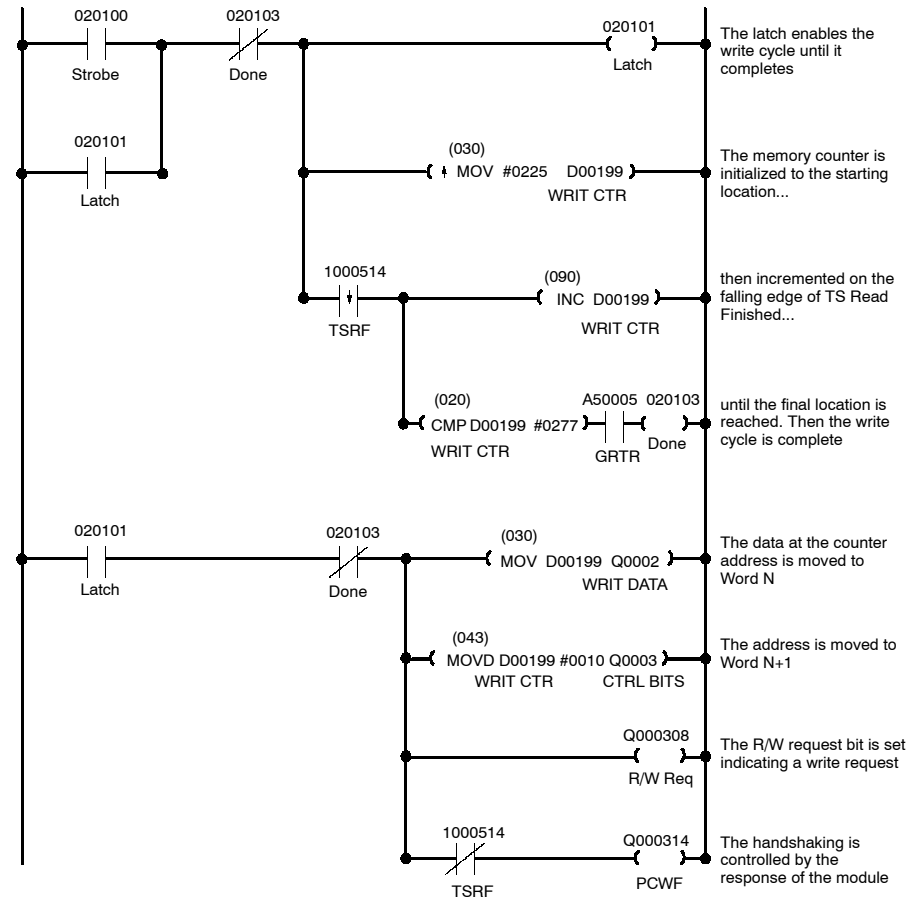 020100
020103
020101
Strobe
Done
Latch
The latch enables the
write cycle until it
completes
020101
Latch
(030)
MOV #0225 D00199
WRIT CTR
The memory counter is
initialized to the starting
location...
1000514
TSRF
(090)
INC D00199
WRIT CTR
then incremented on the
falling edge of TS Read
Finished...
(020)
CMP D00199 #0277
WRIT CTR
A50005
GRTR
020103
Done
until the final location is
reached. Then the write
cycle is complete
020101
Latch
020103
Done
(030)
MOV D00199 Q0002
WRIT DATA
The data at the counter
address is moved to
Word N
(043)
MOVD D00199 #0010 Q0003
WRIT CTR CTRL BITS
The address is moved to
Word N+1
Q000308
R/W Req
The R/W request bit is set
indicating a write request
1000514
TSRF
Q000314
PCWF
The handshaking is
controlled by the
response of the module